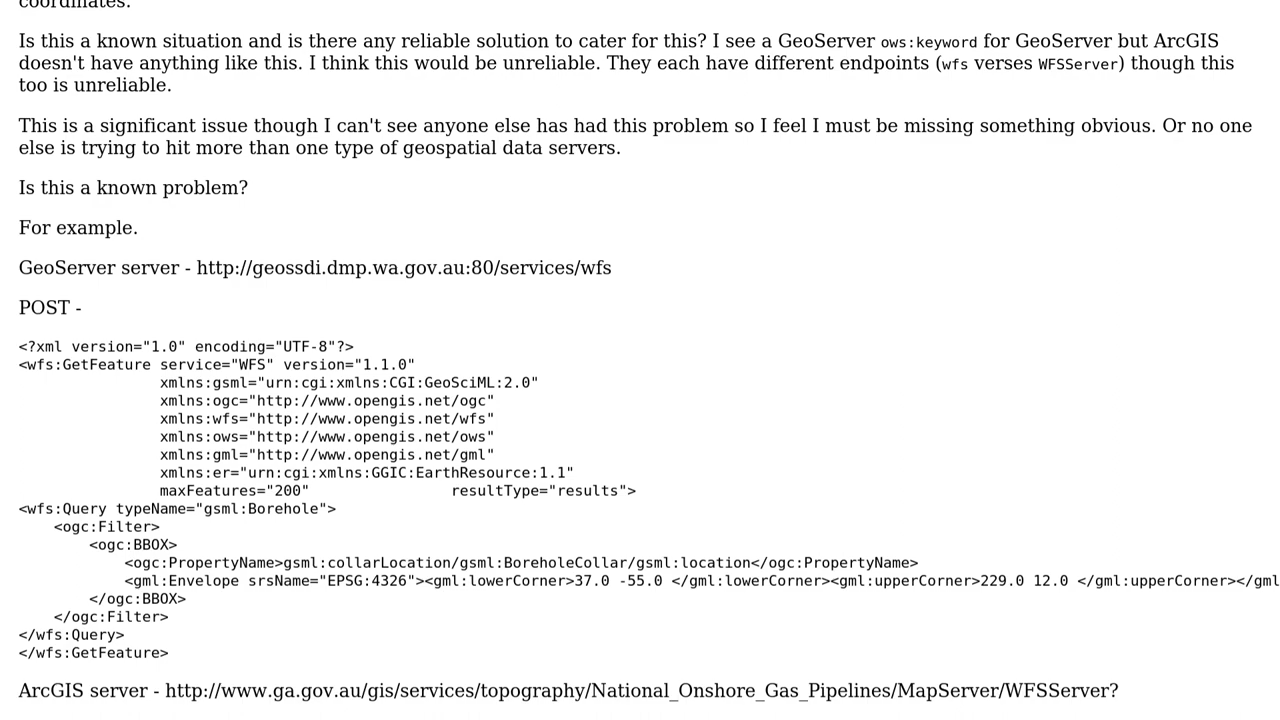 coordinates.
Is this a known situation and is there any reliable solution to cater for this? I see a GeoServer ows:keyword for GeoServer but ArcGIS
doesn't have anything like this. I think this would be unreliable. They each have different endpoints (wfs verses WFSServer) though this
too is unreliable.
This is a significant issue though I can't see anyone else has had this problem so I feel I must be missing something obvious. Or no one
else is trying to hit more than one type of geospatial data servers.
Is this a known problem?
For example.
GeoServer server - http://geossdi.dmp.wa.gov.au:80/services/wfs
POST -
<?xml version="1.0" encoding="UTF-8"?>
<wfs:GetFeature service="WFS" version="1.1.0"
                xmlns:gsml="urn:cgi:xmlns:CGI:GeoSciML:2.0"
                xmlns:ogc="http://www.opengis.net/ogc"
                xmlns:wfs="http://www.opengis.net/wfs"
                xmlns:ows="http://www.opengis.net/ows"
                xmlns:gml="http://www.opengis.net/gml"
                xmlns:er="urn:cgi:xmlns:GGIC:EarthResource:1.1"
                maxFeatures="200"                resultType="results">
<wfs:Query typeName="gsml:Borehole">
    <ogc:Filter>
        <ogc:BBOX>
            <ogc:PropertyName>gsml:collarLocation/gsml:BoreholeCollar/gsml:location</ogc:PropertyName>
            <gml:Envelope srsName="EPSG:4326"><gml:lowerCorner>37.0 -55.0 </gml:lowerCorner><gml:upperCorner>229.0 12.0 </gml:upperCorner></gml
        </ogc:BBOX>
    </ogc:Filter>
</wfs:Query>
</wfs:GetFeature>
ArcGIS server - http://www.ga.gov.au/gis/services/topography/National_Onshore_Gas_Pipelines/MapServer/WFSServer?